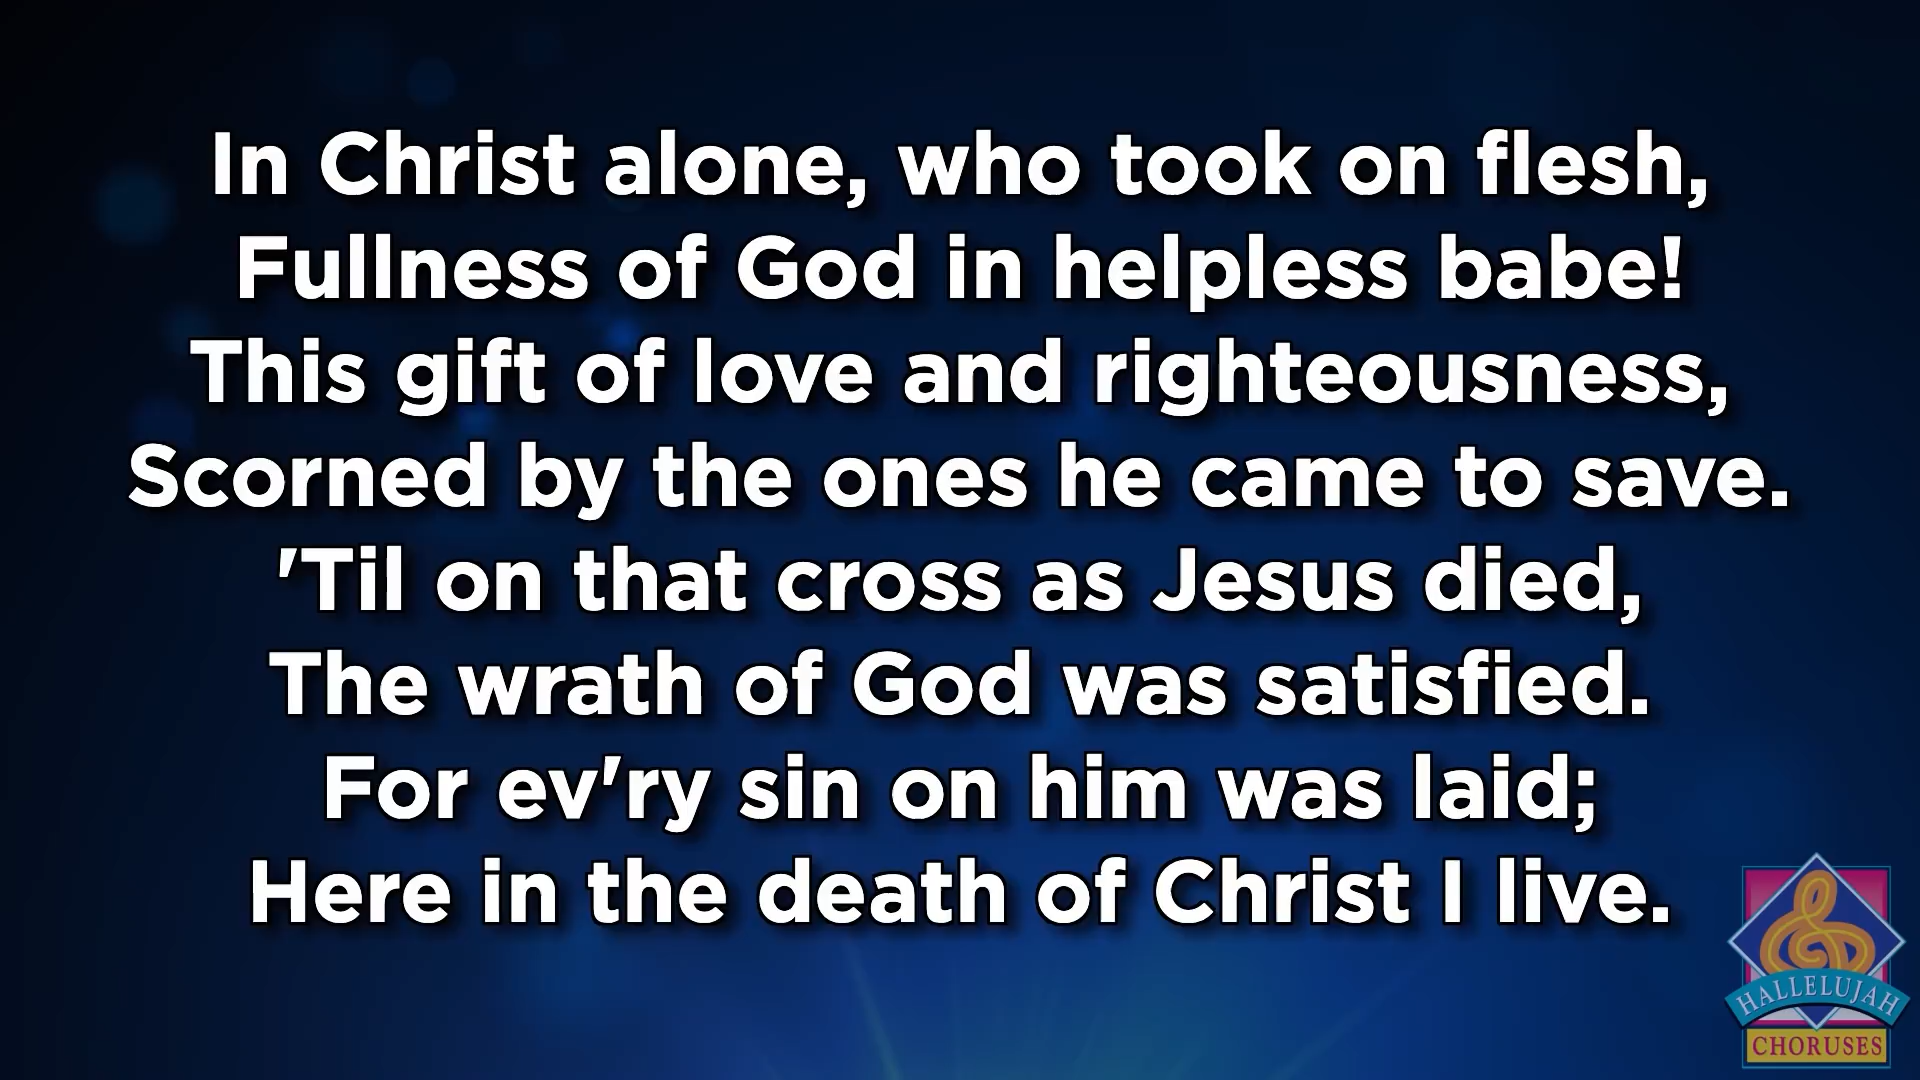 In Christ alone, who took on flesh,
Fullness of God in helpless babe!
This gift of love and righteousness,
Scorned by the ones he came to save.
'Til on that cross as Jesus died,
The wrath of God was satisfied.
For ev'ry sin on him was laid;
Here in the death of Christ I live.
HALLELUJAH
CHORUSES